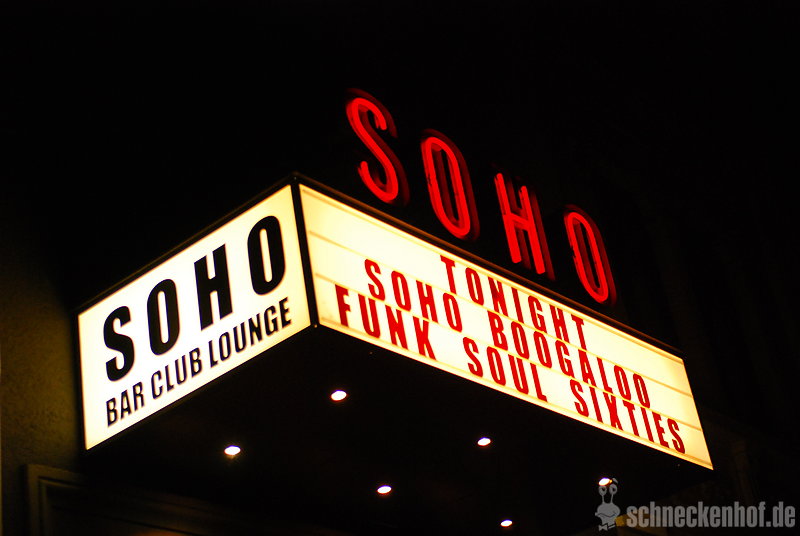 SOHO
SOHO
BAR CLUB LOUNGE
TONIGHT
SOHO BOOGALOO
FUNK SOUL SIXTIES
schneckenhof.de